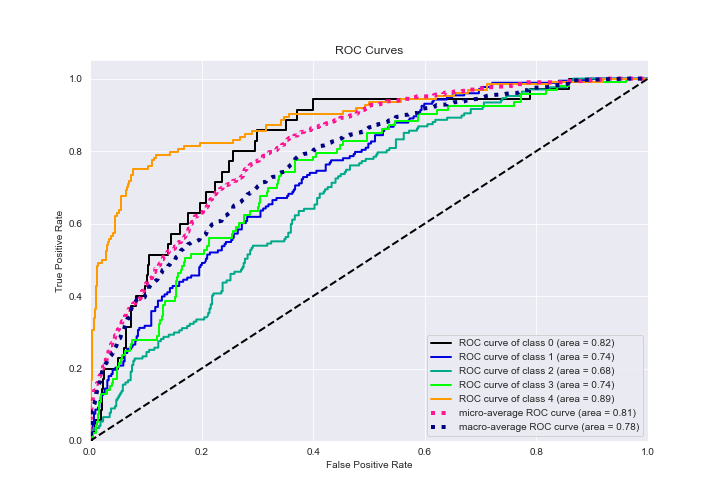 ROC Curves
True Positive Rate
1.0
0.8
0.6
0.4
0.2
0.0
0.0 0.2 0.4 0.6 0.8 1.0
False Positive Rate
ROC curve of class 0 (area = 0.82)
ROC curve of class 1 (area = 0.74)
ROC curve of class 2 (area = 0.68)
ROC curve of class 3 (area = 0.74)
ROC curve of class 4 (area = 0.89)
micro-average ROC curve (area = 0.81)
macro-average ROC curve (area = 0.78)